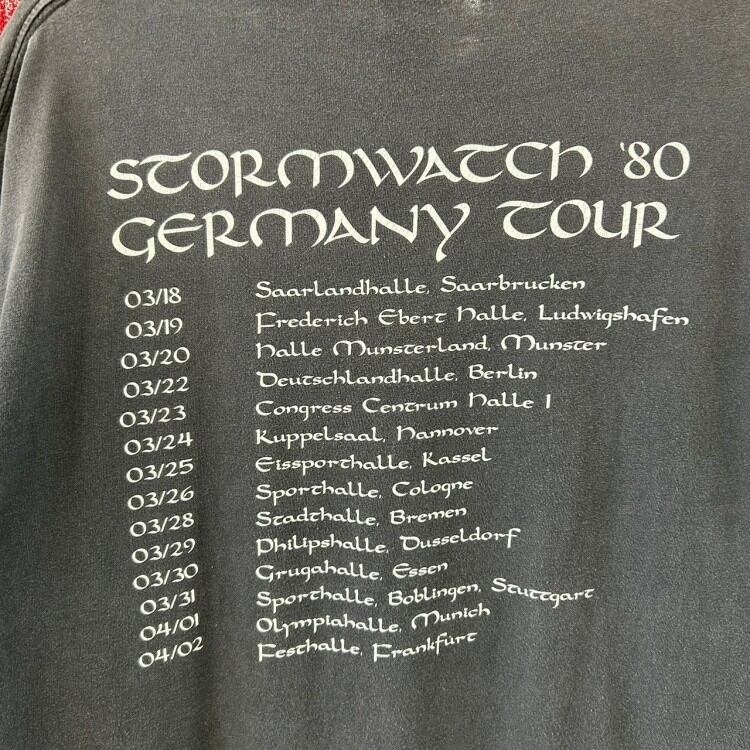 STORMWATCH '80
GERMANY TOUR
03/18 Saarlandhalle, Saarbrucken
03/19 Frederich Ebert Halle, Ludwigshafen
03/20 Halle Munsterland, Munster
03/22 Deutschlandhalle, Berlin
03/23 Congress Centrum Halle 1
03/24 Kuppelsaal, Hannover
03/25 Eissporthalle, Kassel
03/26 Sporthalle, Cologne
03/28 Stadthalle, Bremen
03/29 Philipshalle, Dusseldorf
03/30 Grugahalle, Essen
03/31 Sporthalle, Boblingen, Stuttgart
04/01 Olympiahalle, Munich
04/02 Festhalle, Frankfurt